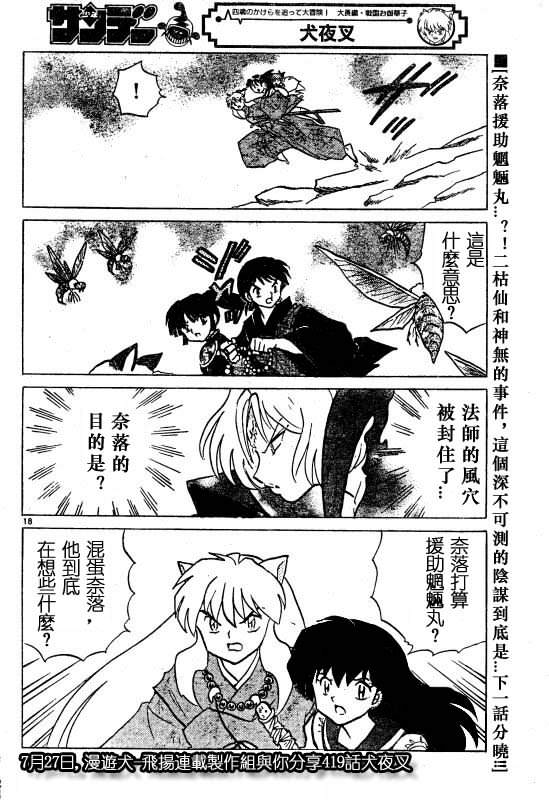 サンデー
四魂のかけらを追って大冒険！ 大長編・戦国お伽草子
犬夜叉
！
這是
什麼意思？
法師的風穴
被封住了…
奈落的
目的是？
18
奈落打算
援助魍魎丸？
混蛋奈落，
他到底
在想些什麼？
■奈落援助魍魎丸…？！二枯仙和神無的事件，這個深不可測的陰謀到底是…下一話分曉!!!
7月27日, 漫遊犬-飛揚連載製作組與你分享419話犬夜叉